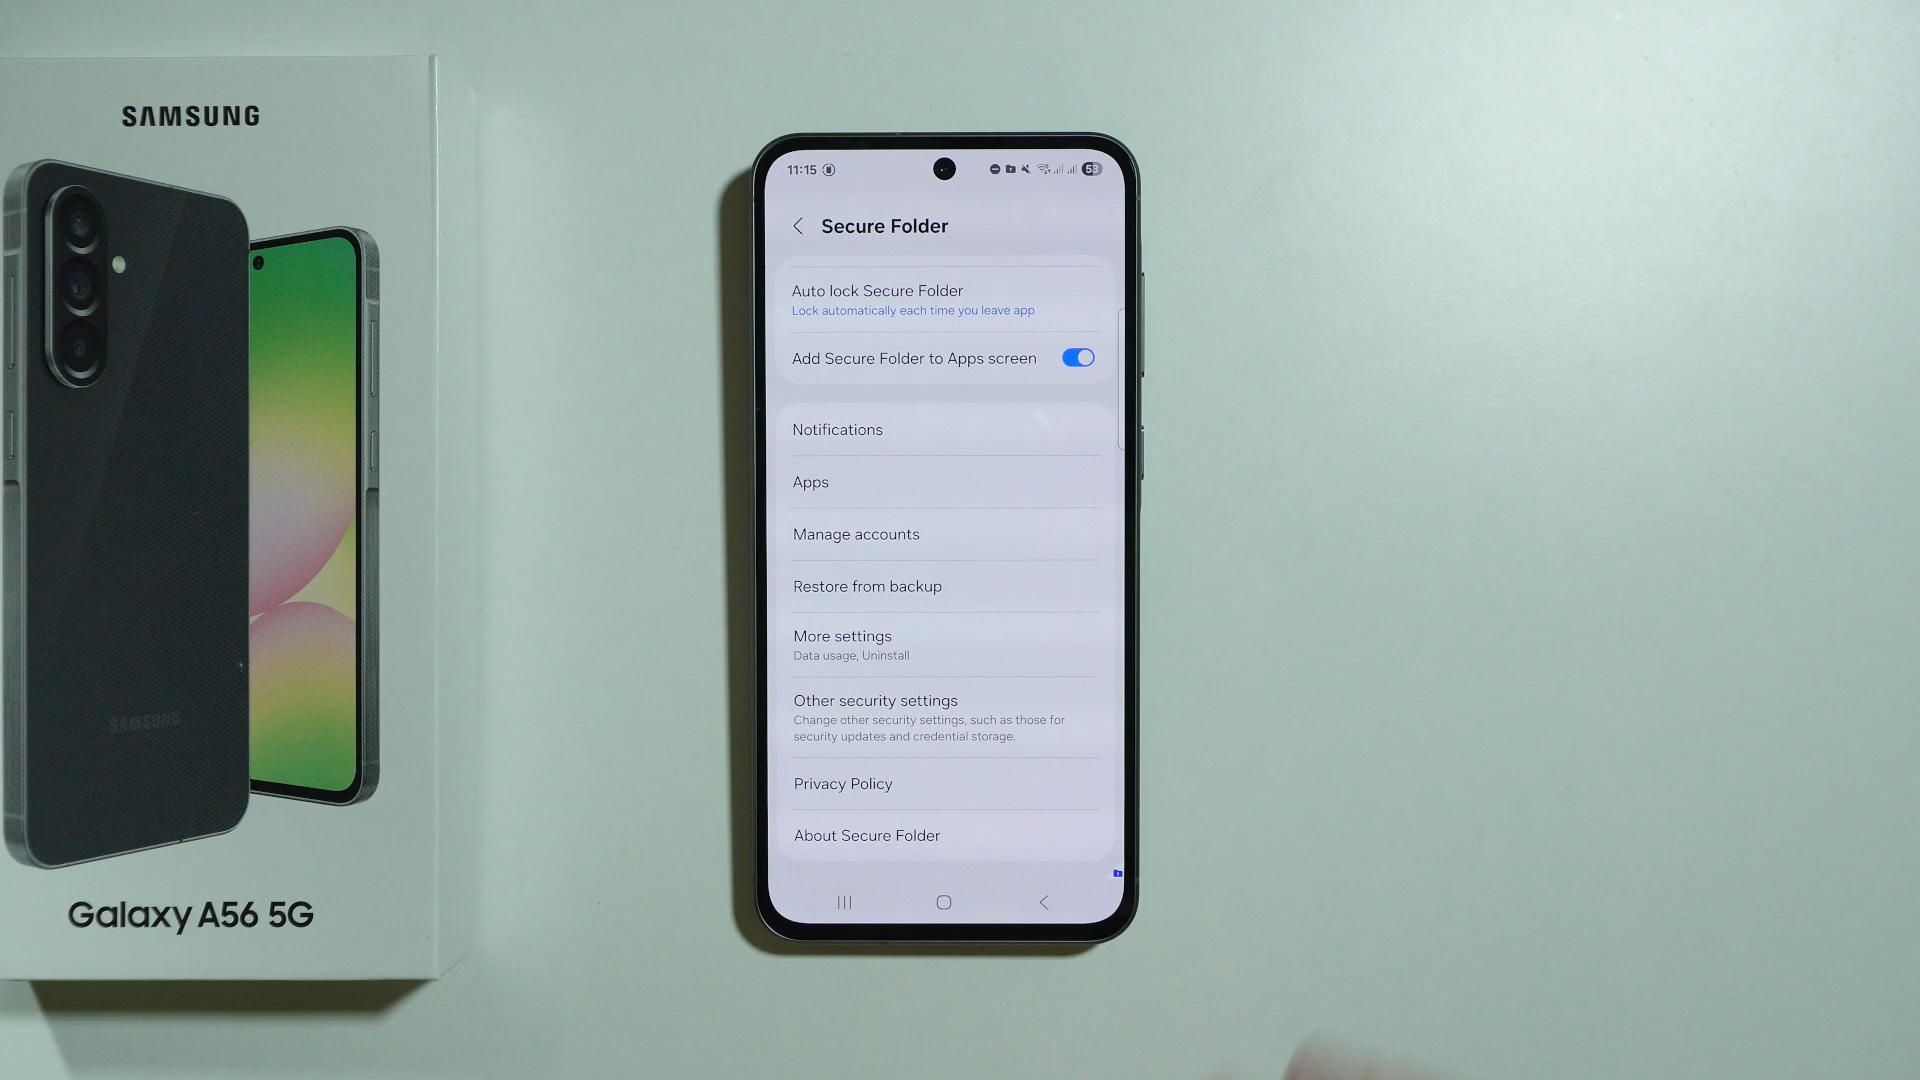 SAMSUNG
SAMSUNG
Galaxy A56 5G
11:15
53
Secure Folder
Auto lock Secure Folder
Lock automatically each time you leave app
Add Secure Folder to Apps screen
Notifications
Apps
Manage accounts
Restore from backup
More settings
Data usage, Uninstall
Other security settings
Change other security settings, such as those for
security updates and credential storage.
Privacy Policy
About Secure Folder